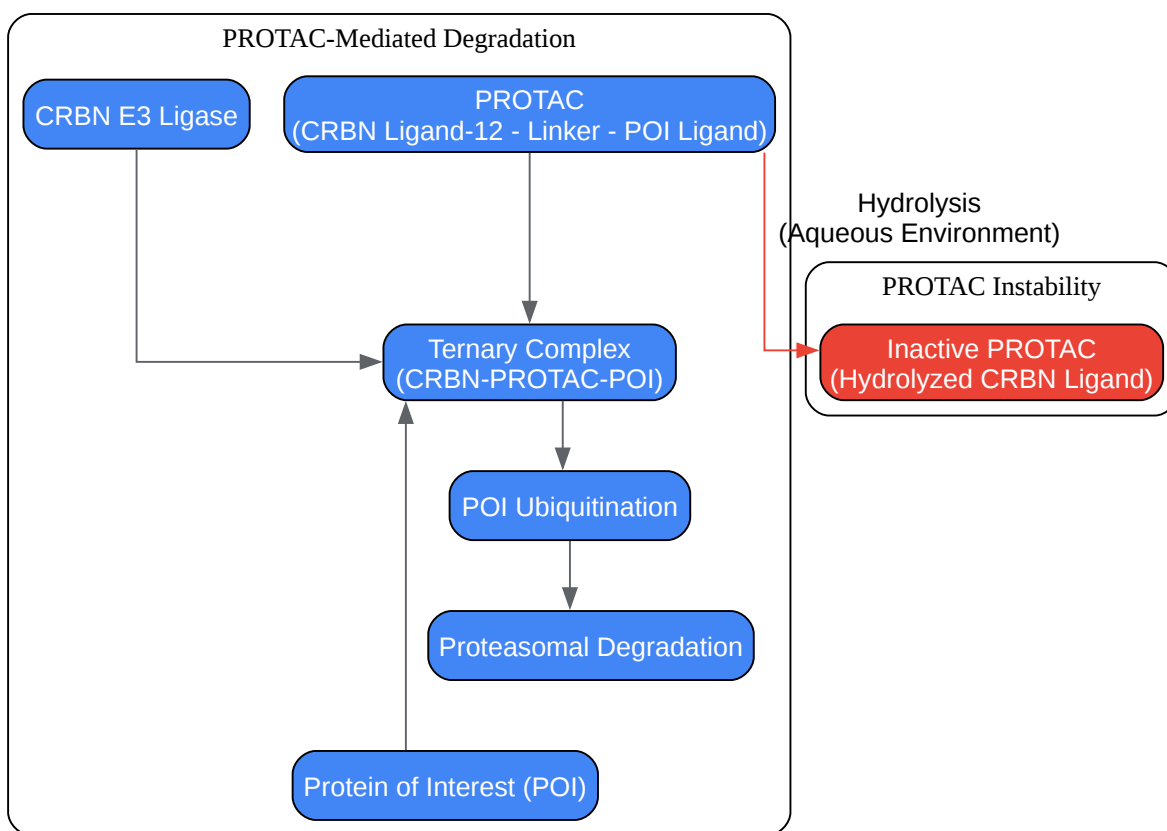 PROTAC-Mediated Degradation
CRBN E3 Ligase
PROTAC
(CRBN Ligand-12 - Linker - POI Ligand)
Hydrolysis
(Aqueous Environment)
PROTAC Instability
Ternary Complex
(CRBN-PROTAC-POI)
Inactive PROTAC
(Hydrolyzed CRBN Ligand)
POI Ubiquitination
Proteasomal Degradation
Protein of Interest (POI)